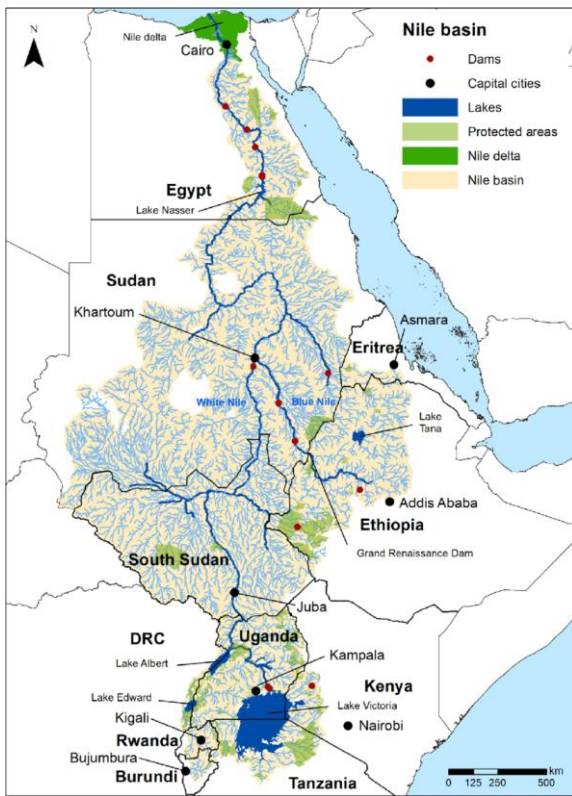 N
Nile delta
Cairo
Nile basin
Dams
Capital cities
Lakes
Protected areas
Nile delta
Nile basin
Egypt
Lake Nasser
Sudan
Khartoum
Asmara
Eritrea
White Nile
Blue Nile
Lake
Tana
Addis Ababa
Ethiopia
Grand Renaissance Dam
South Sudan
Juba
DRC
Uganda
Lake Albert
Kampala
Kenya
Lake Edward
Lake Victoria
Kigali
Nairobi
Rwanda
Bujumbura
Burundi
Tanzania
km
0 125 250 500